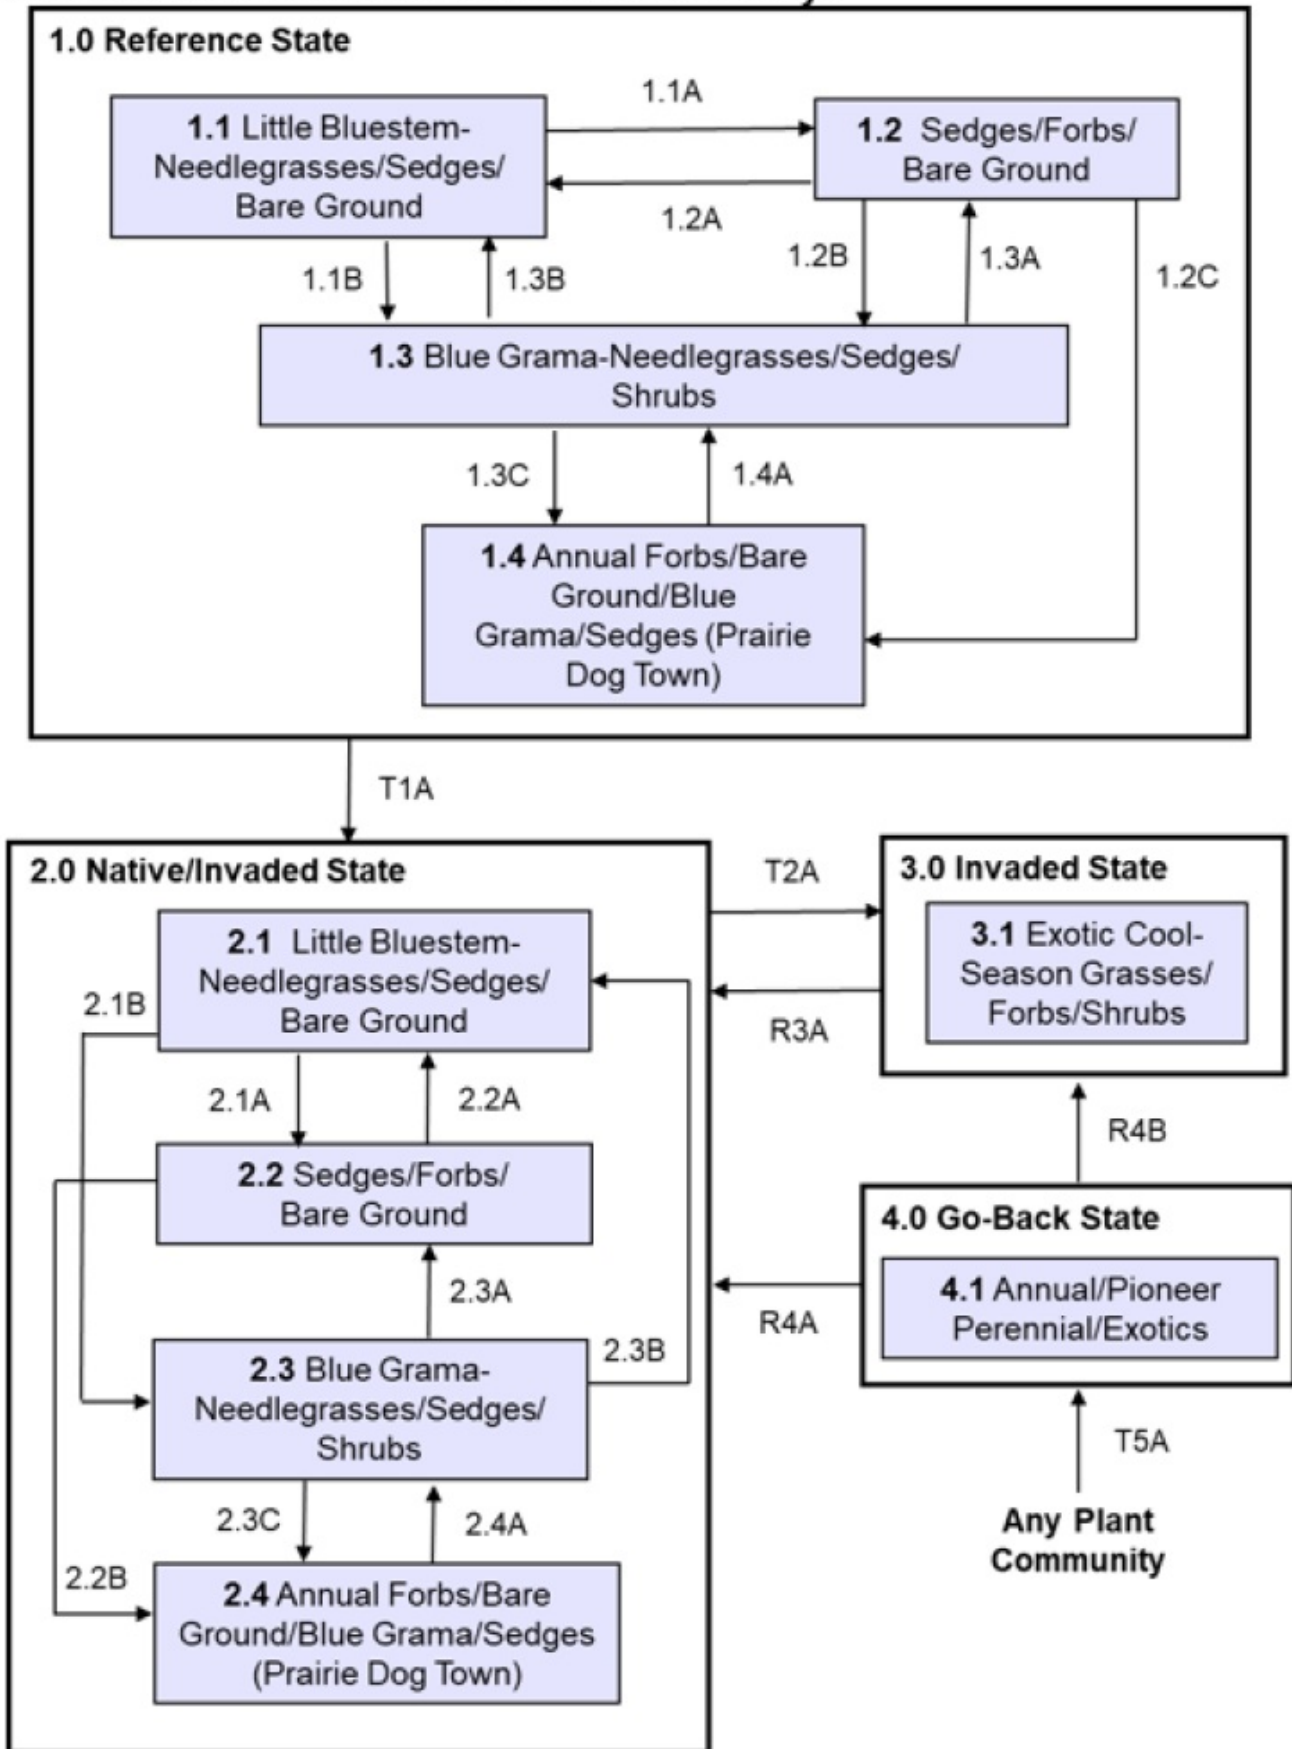 1.0 Reference State
1.1 Little Bluestem-
Needlegrasses/Sedges/
Bare Ground
1.1A
1.2 Sedges/Forbs/
Bare Ground
1.2A
1.1B
1.3B
1.2B
1.3A
1.2C
1.3 Blue Grama-Needlegrasses/Sedges/
Shrubs
1.3C
1.4A
1.4 Annual Forbs/Bare
Ground/Blue
Grama/Sedges (Prairie
Dog Town)
T1A
2.0 Native/Invaded State
2.1 Little Bluestem-
Needlegrasses/Sedges/
Bare Ground
2.1B
2.1A
2.2A
2.2 Sedges/Forbs/
Bare Ground
2.3A
2.3B
2.3 Blue Grama-
Needlegrasses/Sedges/
Shrubs
2.3C
2.4A
2.2B
2.4 Annual Forbs/Bare
Ground/Blue Grama/Sedges
(Prairie Dog Town)
T2A
R3A
3.0 Invaded State
3.1 Exotic Cool-
Season Grasses/
Forbs/Shrubs
R4B
4.0 Go-Back State
4.1 Annual/Pioneer
Perennial/Exotics
R4A
T5A
Any Plant
Community